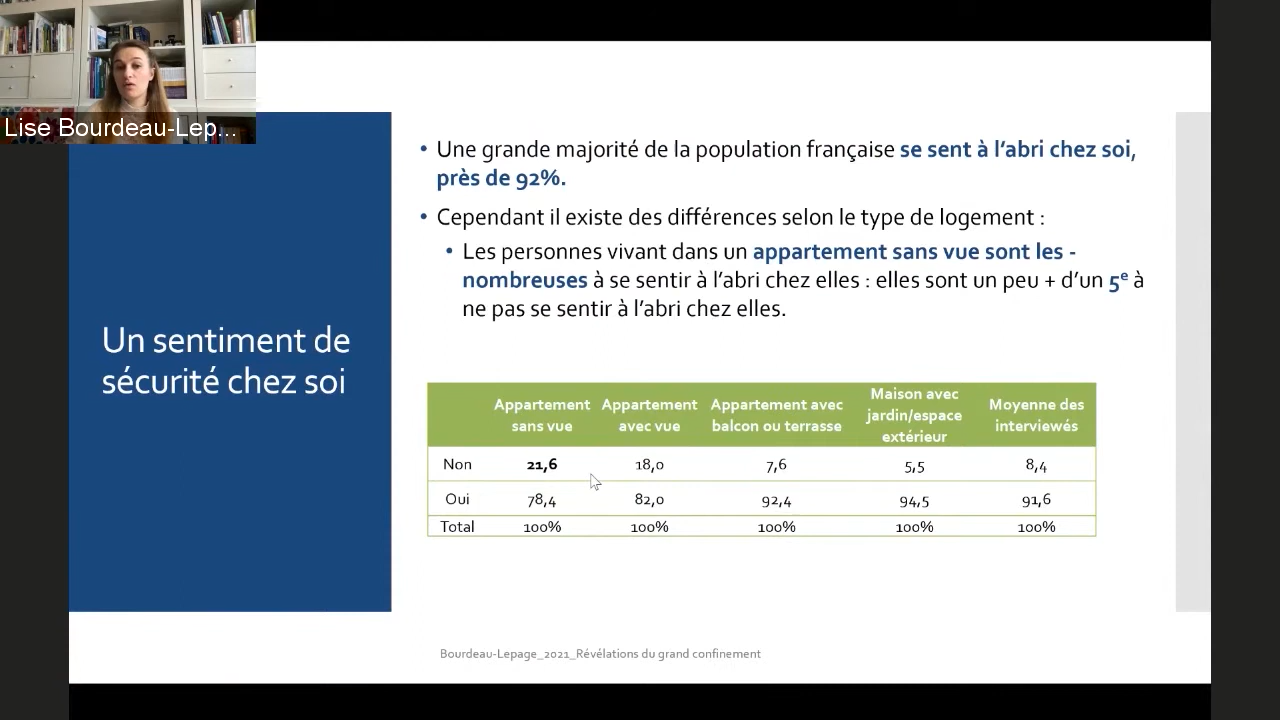 Lise Bourdeau-Lep...
Un sentiment de
sécurité chez soi
• Une grande majorité de la population française se sent à l’abri chez soi,
près de 92%.
• Cependant il existe des différences selon le type de logement :
• Les personnes vivant dans un appartement sans vue sont les -
nombreuses à se sentir à l’abri chez elles : elles sont un peu + d’un 5e à
ne pas se sentir à l’abri chez elles.
Appartement sans vue Appartement avec vue Appartement avec balcon ou terrasse Maison avec jardin/espace extérieur Moyenne des interviewés
Non 21,6 18,0 7,6 5,5 8,4
Oui 78,4 82,0 92,4 94,5 91,6
Total 100% 100% 100% 100% 100%
Bourdeau-Lepage_2021_Révélations du grand confinement